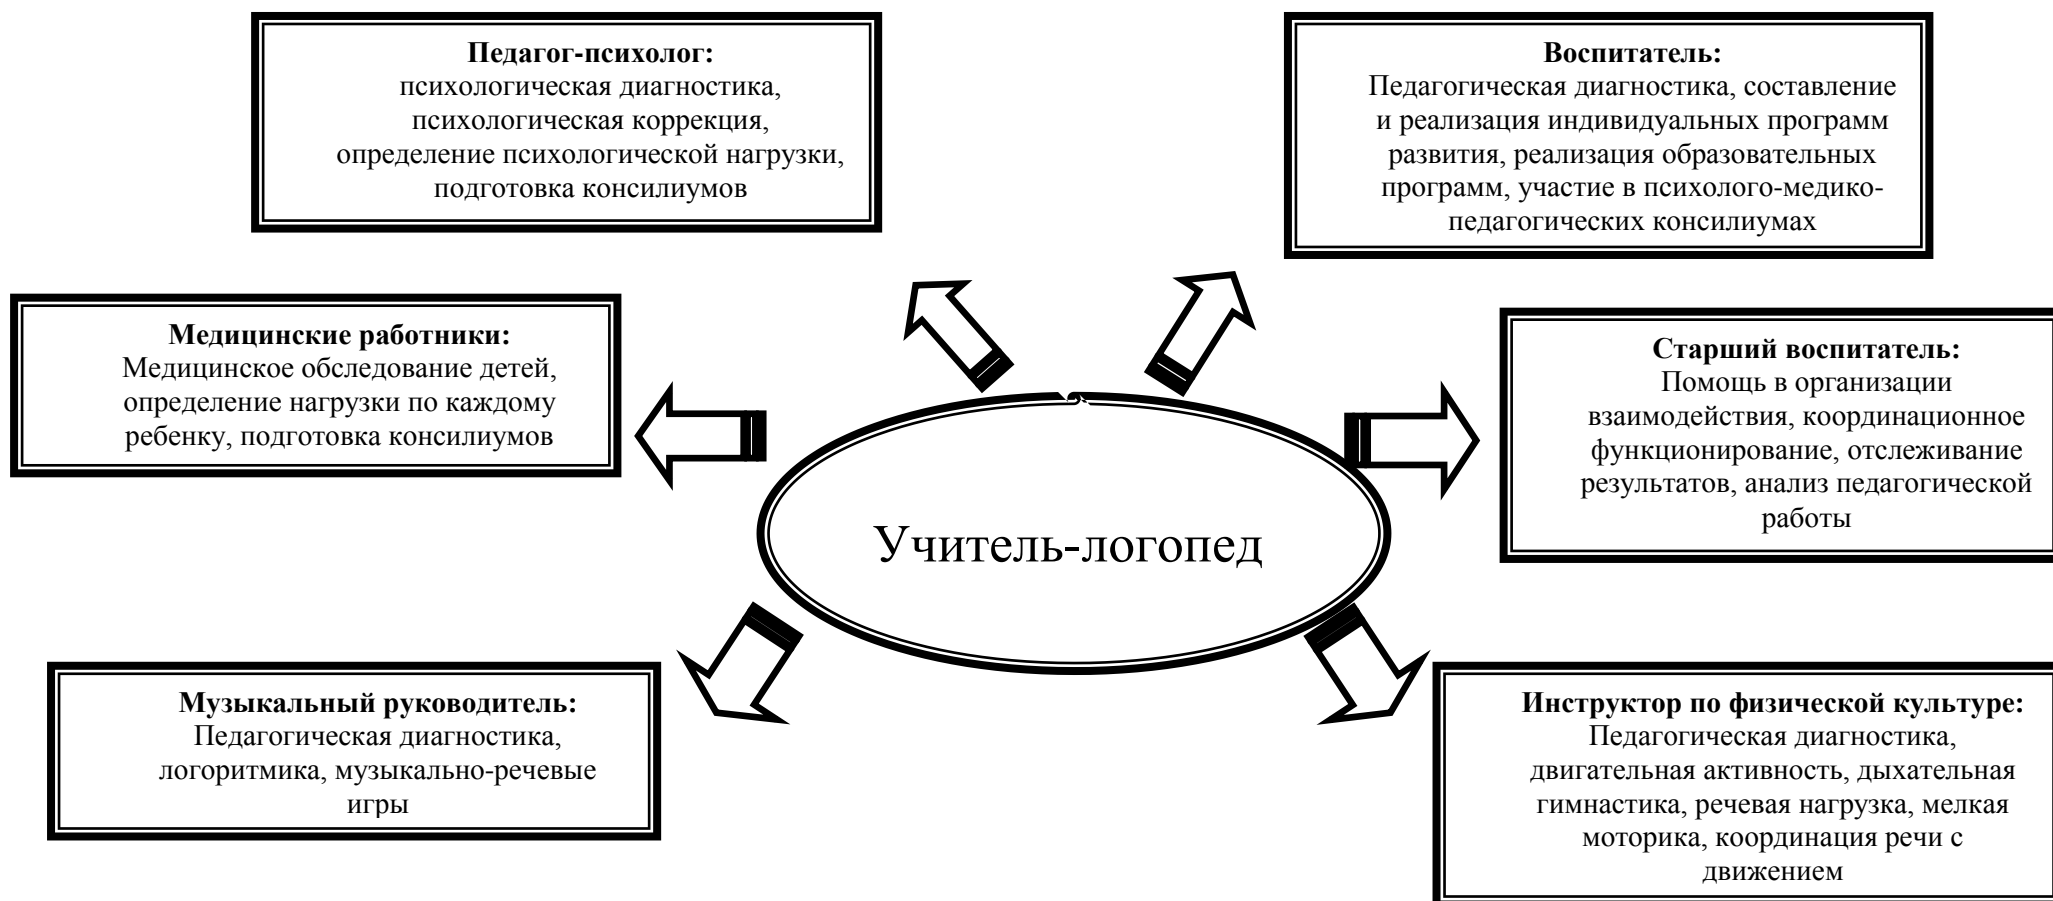 Педагог-психолог:
психологическая диагностика,
психологическая коррекция,
определение психологической нагрузки,
подготовка консилиумов
Воспитатель:
Педагогическая диагностика, составление
и реализация индивидуальных программ
развития, реализация образовательных
программ, участие в психолого-медико-
педагогических консилиумах
Медицинские работники:
Медицинское обследование детей,
определение нагрузки по каждому
ребенку, подготовка консилиумов
Старший воспитатель:
Помощь в организации
взаимодействия, координационное
функционирование, отслеживание
результатов, анализ педагогической
работы
Учитель-логопед
Музыкальный руководитель:
Педагогическая диагностика,
логоритмика, музыкально-речевые
игры
Инструктор по физической культуре:
Педагогическая диагностика,
двигательная активность, дыхательная
гимнастика, речевая нагрузка, мелкая
моторика, координация речи с
движением